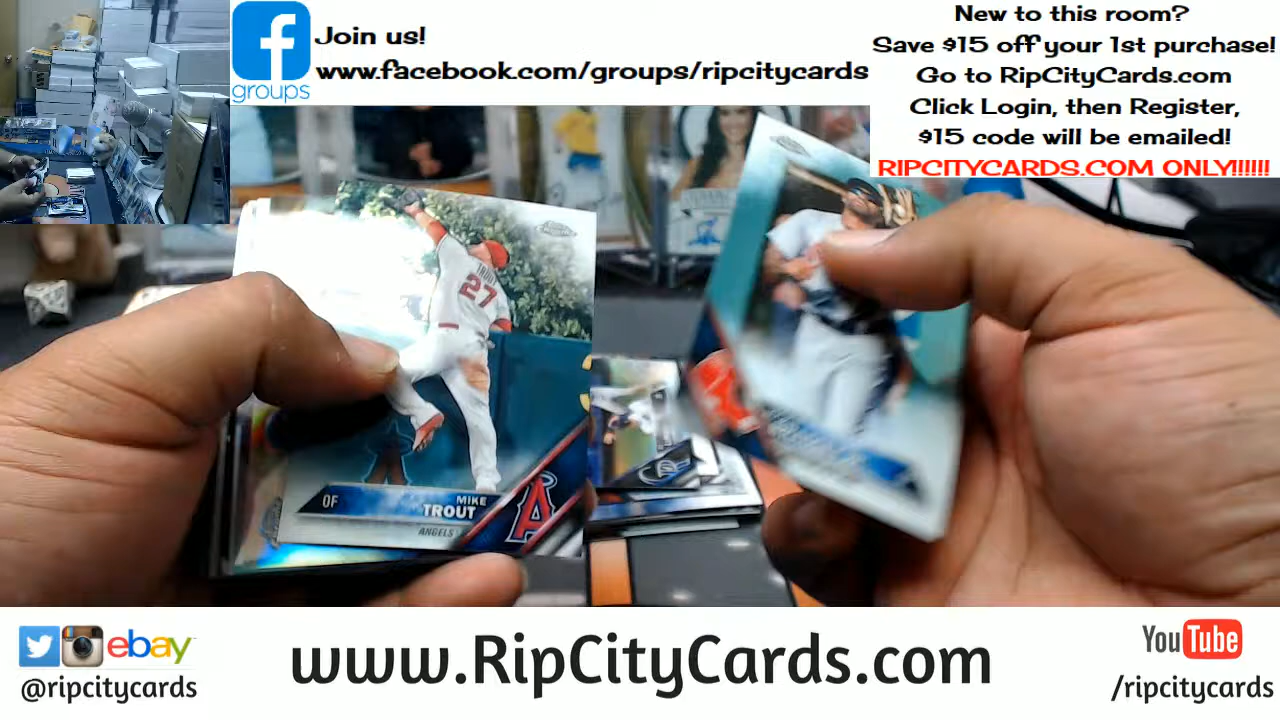 groups
Join us!
www.facebook.com/groups/ripcitycards
New to this room?
Save $15 off your 1st purchase!
Go to RipCityCards.com
Click Login, then Register,
$15 code will be emailed!
RIPCITYCARDS.COM ONLY!!!!!!
TROUT
27
OF
MIKE
TROUT
ANGELS
A
ebay
@ripcitycards
www.RipCityCards.com
YouTube
/ripcitycards